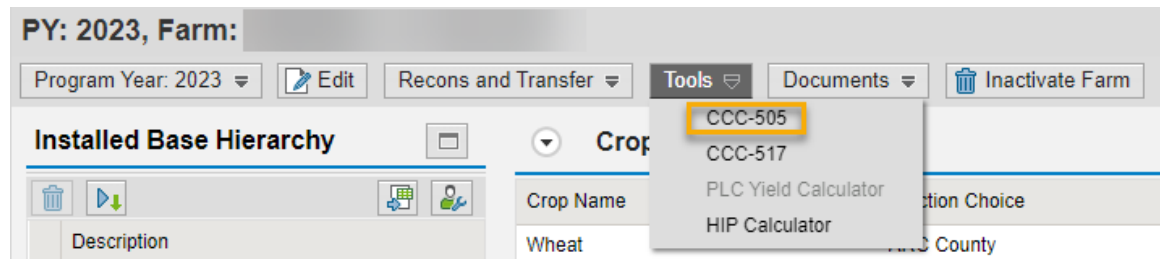 PY: 2023, Farm:
Program Year: 2023 Edit Recons and Transfer Tools Documents Inactivate Farm
Installed Base Hierarchy
Crop
CCC-505
CCC-517
PLC Yield Calculator
HIP Calculator
Crop Name
ction Choice
Description
Wheat
County